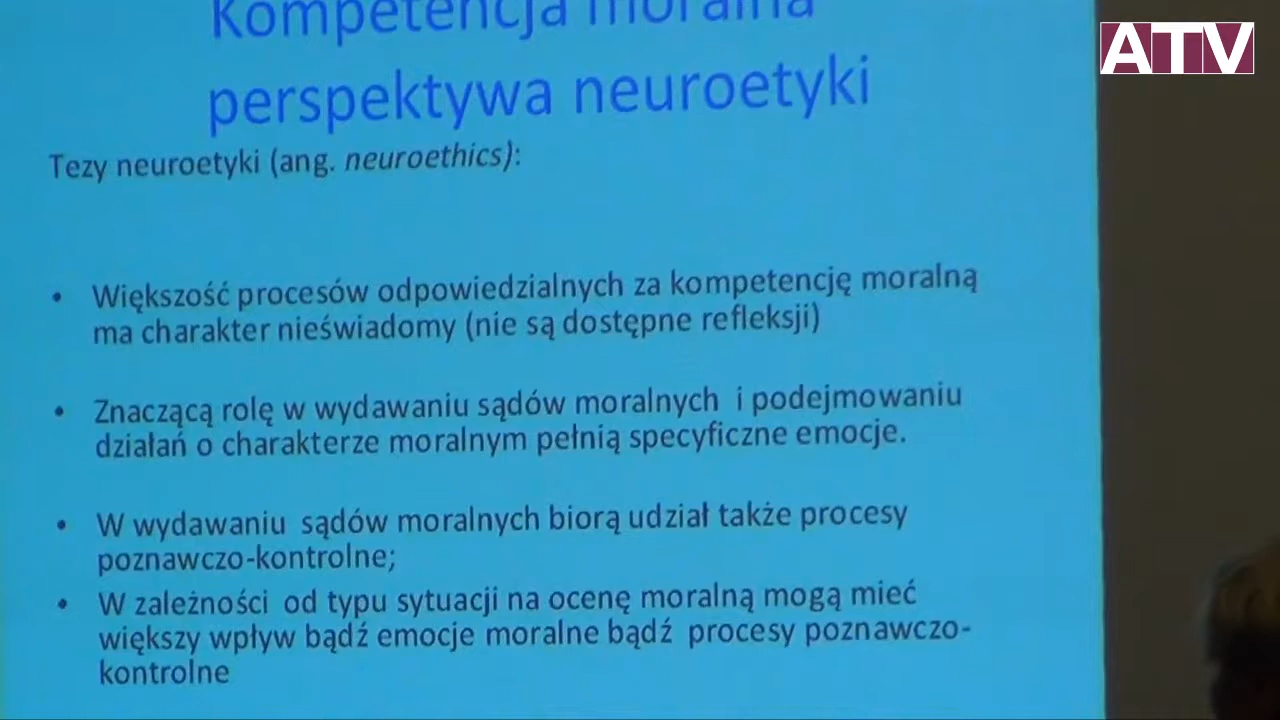 Kompetencja moralna
perspektywa neuroetyki
Tezy neuroetyki (ang. neuroethics):
• Większość procesów odpowiedzialnych za kompetencję moralną
ma charakter nieświadomy (nie są dostępne refleksji)
• Znaczącą rolę w wydawaniu sądów moralnych i podejmowaniu
działań o charakterze moralnym pełnią specyficzne emocje.
• W wydawaniu sądów moralnych biorą udział także procesy
poznawczo-kontrolne;
• W zależności od typu sytuacji na ocenę moralną mogą mieć
większy wpływ bądź emocje moralne bądź procesy poznawczo-
kontrolne
ATV